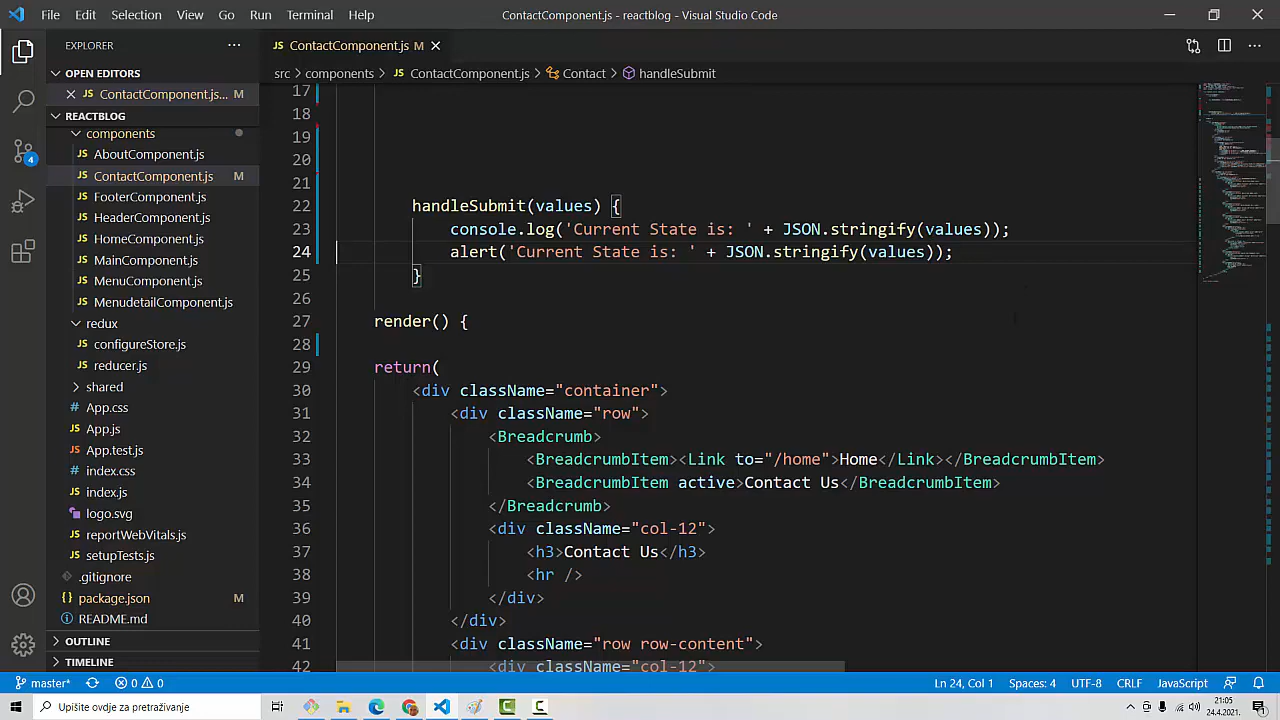 File Edit Selection View Go Run Terminal Help
ContactComponent.js - reactblog - Visual Studio Code
EXPLORER
OPEN EDITORS
ContactComponent.js... M
REACTBLOG
components
AboutComponent.js
ContactComponent.js M
FooterComponent.js
HeaderComponent.js
HomeComponent.js
MainComponent.js
MenuComponent.js
MenudetailComponent.js
redux
configureStore.js
reducer.js
shared
App.css
App.js
App.test.js
index.css
index.js
logo.svg
reportWebVitals.js
setupTests.js
.gitignore
package.json M
README.md
OUTLINE
TIMELINE
JS ContactComponent.js M
src > components > JS ContactComponent.js > Contact > handleSubmit
17
18
19
20
21
22 handleSubmit(values) {
23 console.log('Current State is: ' + JSON.stringify(values));
24 alert('Current State is: ' + JSON.stringify(values));
25 }
26
27 render() {
28
29 return(
30 <div className="container">
31 <div className="row">
32 <Breadcrumb>
33 <BreadcrumbItem><Link to="/home">Home</Link></BreadcrumbItem>
34 <BreadcrumbItem active>Contact Us</BreadcrumbItem>
35 </Breadcrumb>
36 <div className="col-12">
37 <h3>Contact Us</h3>
38 <hr />
39 </div>
40 </div>
41 <div className="row row-content">
42 <div className="col-12">
master* 0 0
Ln 24, Col 1 Spaces: 4 UTF-8 CRLF JavaScript
Upišite ovdje za pretraživanje
21:05
24.4.2021.